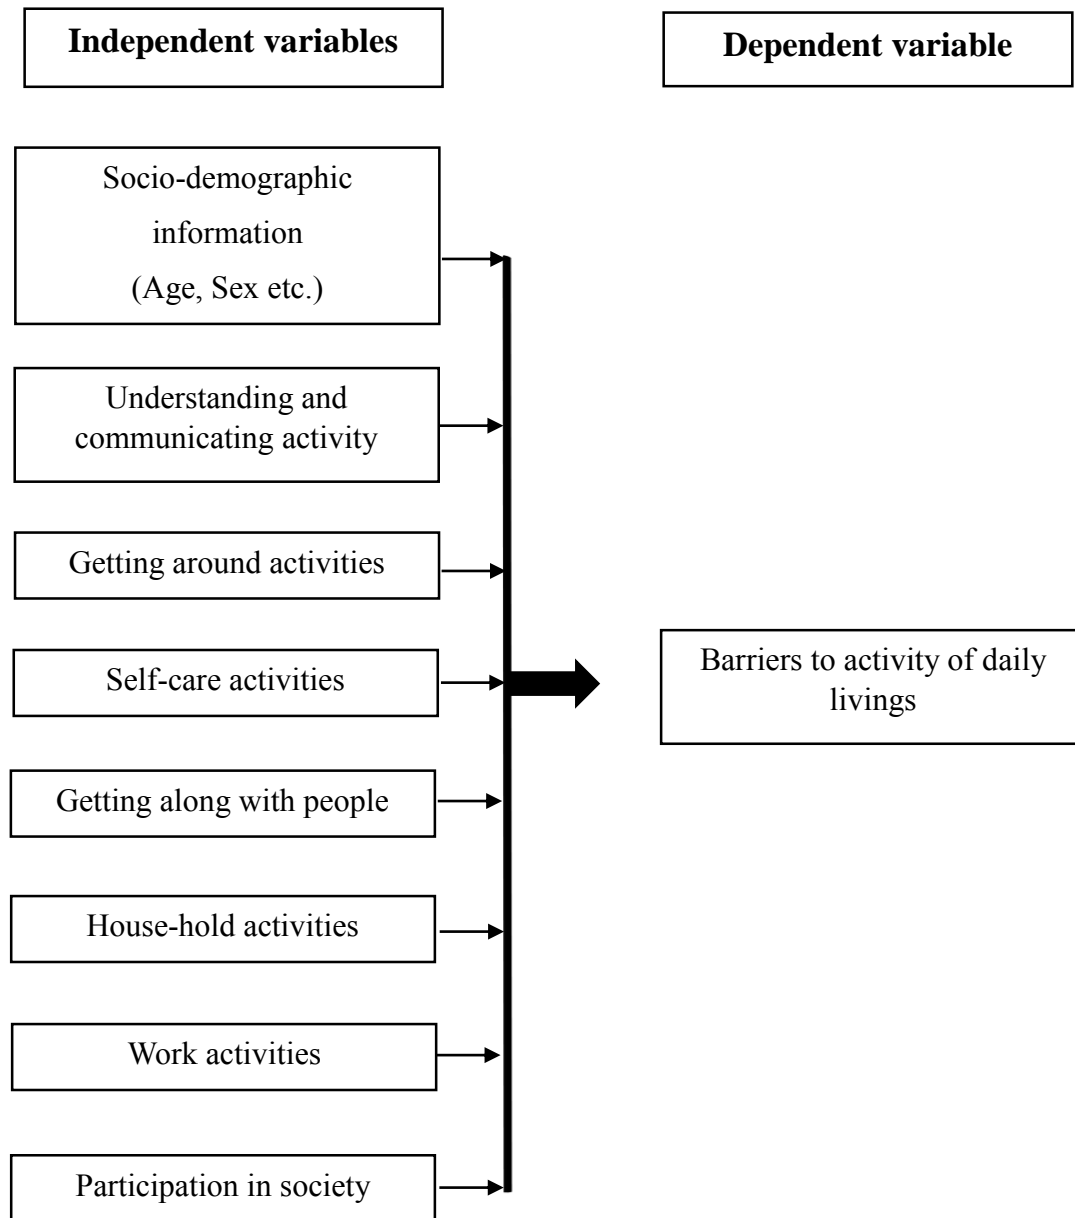 Independent variables
Dependent variable
Socio-demographic
information
(Age, Sex etc.)
Understanding and
communicating activity
Getting around activities
Self-care activities
Barriers to activity of daily
livings
Getting along with people
House-hold activities
Work activities
Participation in society